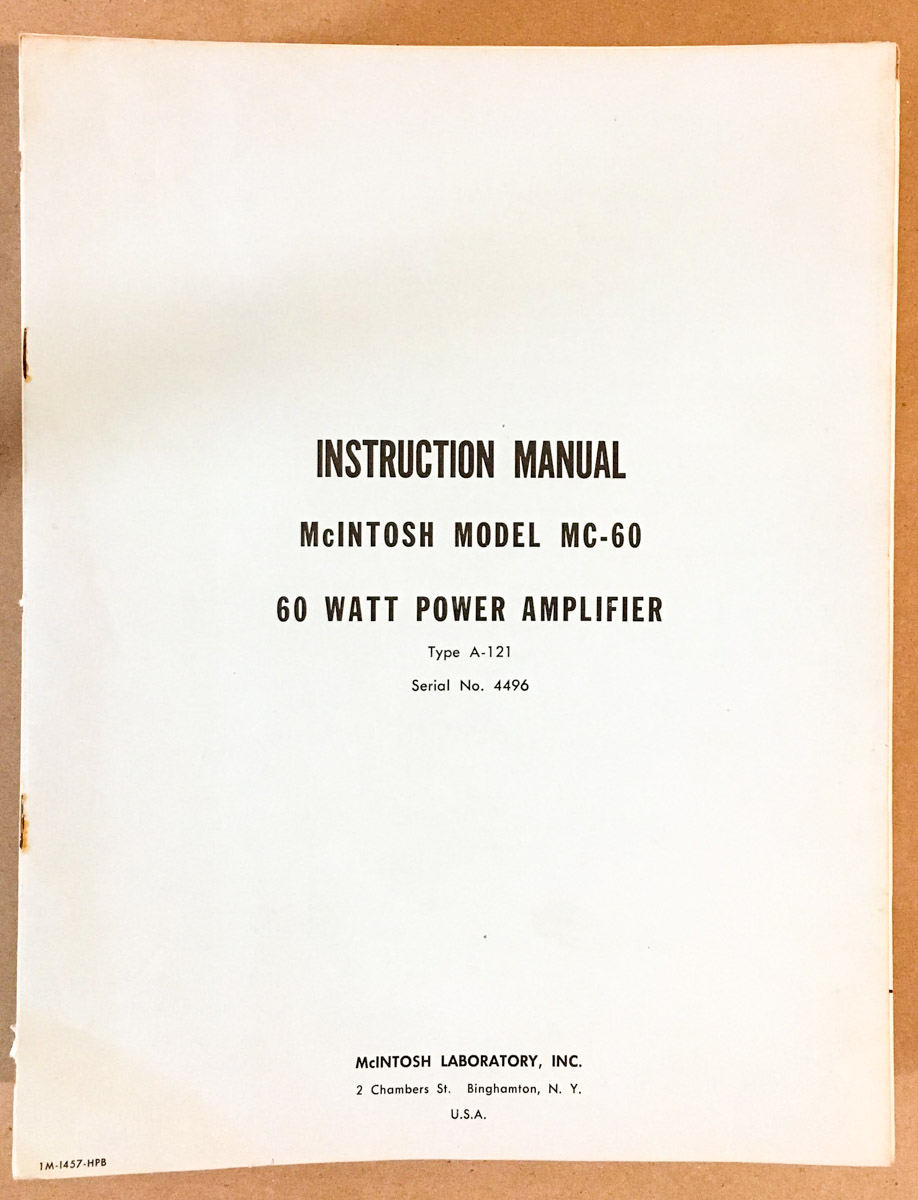 INSTRUCTION MANUAL
McINTOSH MODEL MC-60
60 WATT POWER AMPLIFIER
Type A-121
Serial No. 4496
McINTOSH LABORATORY, INC.
2 Chambers St. Binghamton, N. Y.
U.S.A.
1M-1457-HPB